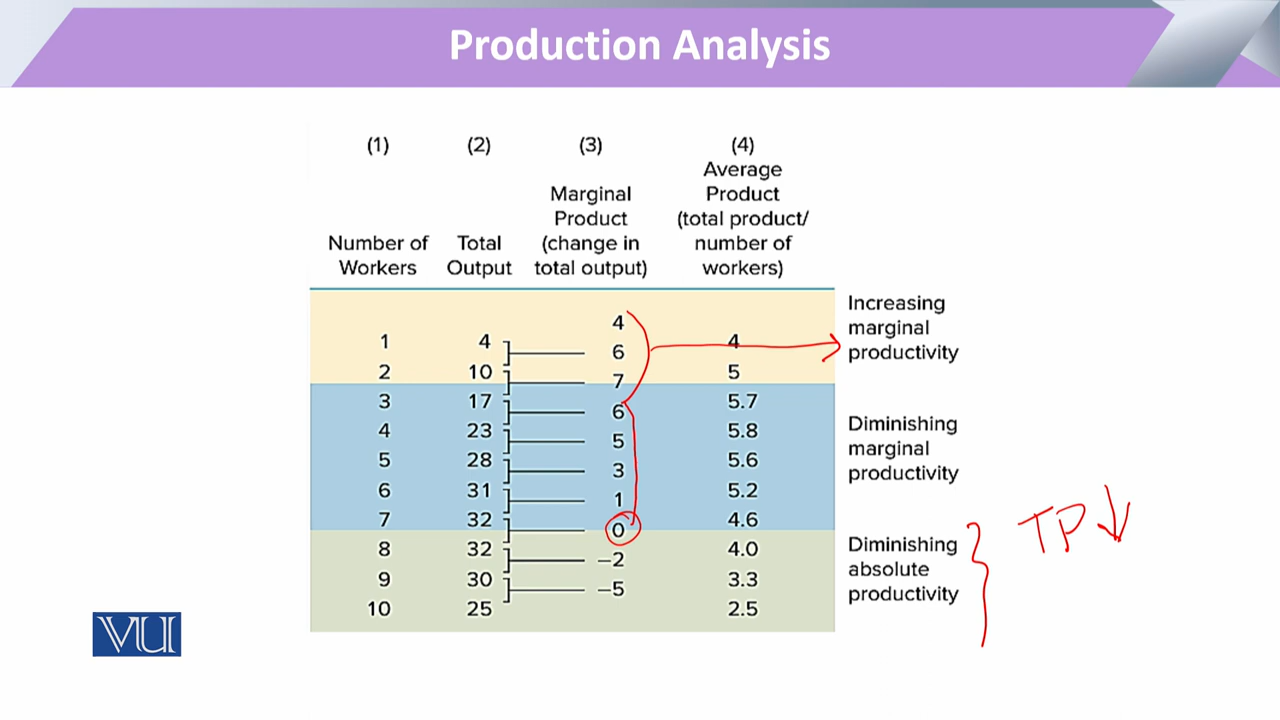 Production Analysis
(1) (2) (3) (4)
Average
Marginal Product
Product (total product/
Number of Total (change in number of
Workers Output total output) workers)
Increasing
marginal
productivity
4
1 4 4
6
2 10 5
7
3 17 5.7
6
4 23 5.8
Diminishing
marginal
productivity
5
5 28 5.6
3
6 31 5.2
1
7 32 4.6
0
8 32 4.0
Diminishing
absolute
productivity
TP↓
−2
9 30 3.3
−5
10 25 2.5
VU